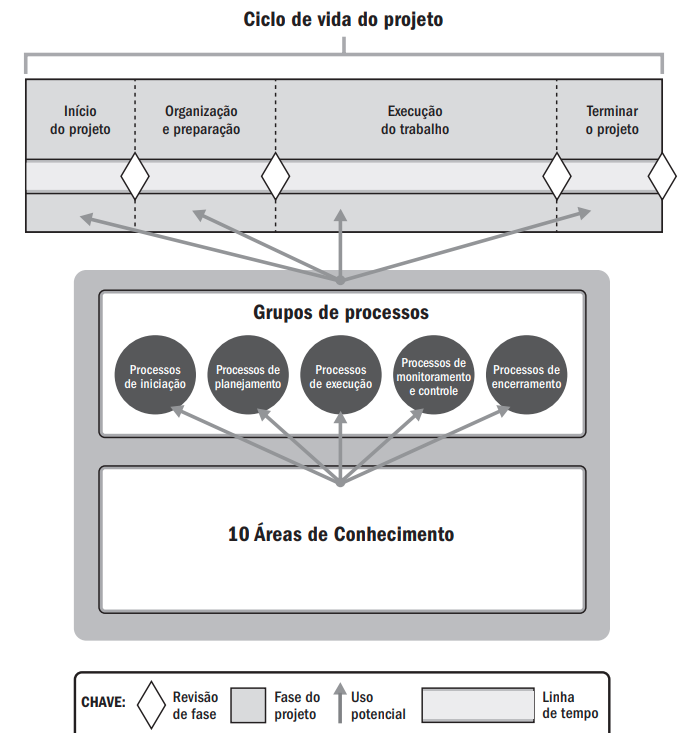 Ciclo de vida do projeto
Início
do projeto
Organização
e preparação
Execução
do trabalho
Terminar
o projeto
Grupos de processos
Processos
de iniciação
Processos de
planejamento
Processos
de execução
Processos de
monitoramento
e controle
Processos de
encerramento
10 Áreas de Conhecimento
CHAVE:
Revisão
de fase
Fase do
projeto
Uso
potencial
Linha
de tempo